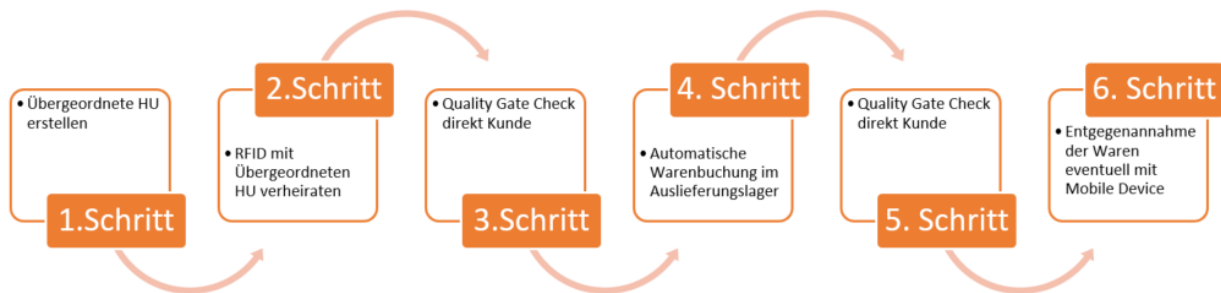 • Übergeordnete HU
erstellen
1.Schritt
2.Schritt
• RFID mit
Übergeordneten
HU verheiraten
• Quality Gate Check
direkt Kunde
3.Schritt
4. Schritt
• Automatische
Warenbuchung im
Auslieferungslager
• Quality Gate Check
direkt Kunde
5. Schritt
6. Schritt
• Entgegenannahme
der Waren
eventuell mit
Mobile Device